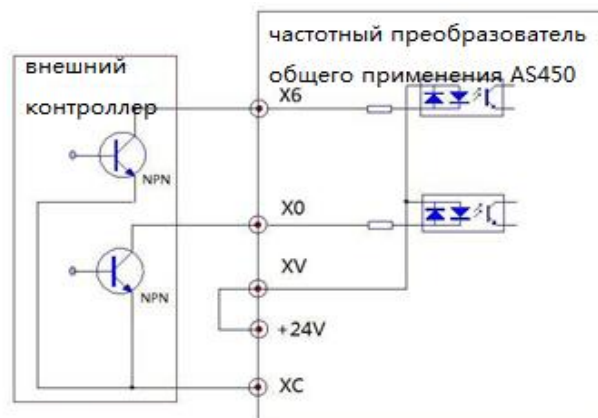 частотный преобразователь
общего применения AS450
внешний
контроллер
X6
NPN
X0
NPN
XV
+24V
XC